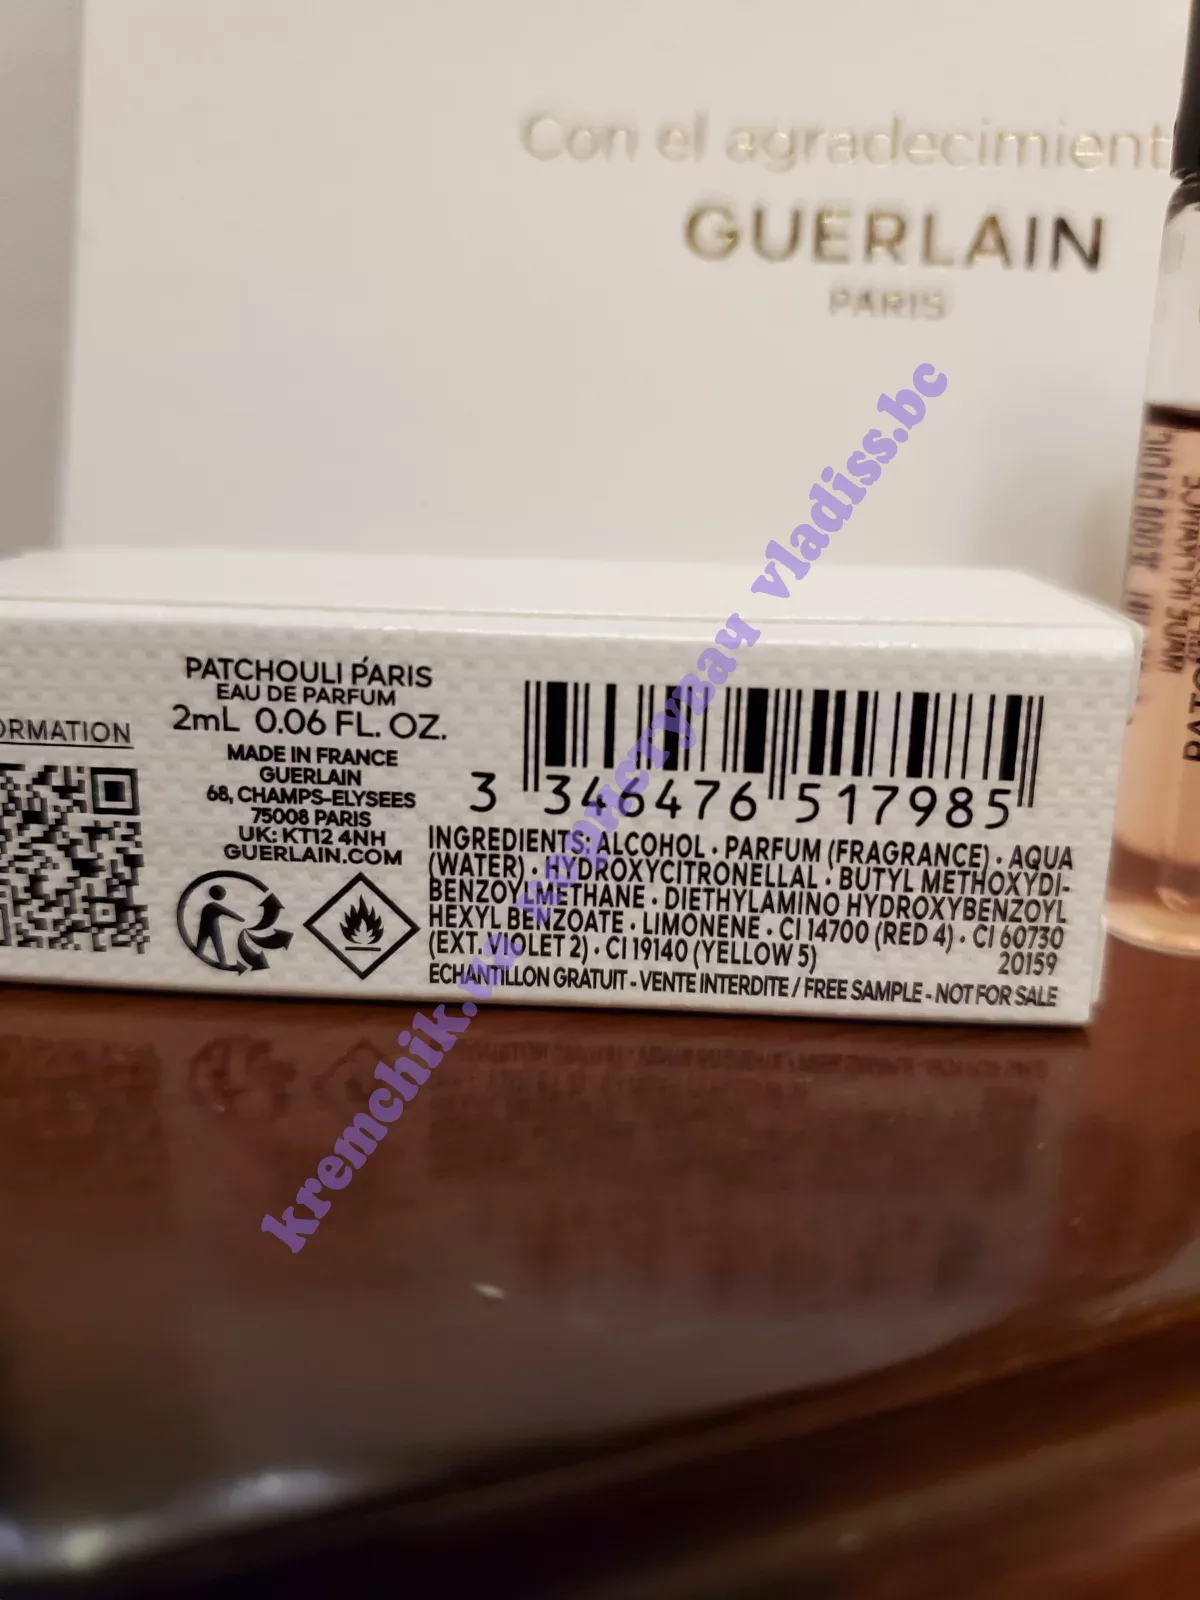 Con el agradecimient
GUERLAIN
PARIS
PATCHOULI PARIS
EAU DE PARFUM
2mL 0.06 FL. OZ.
ORMATION
MADE IN FRANCE
GUERLAIN
68, CHAMPS-ELYSEES
75008 PARIS
UK: KT12 4NH
GUERLAIN.COM
3 346476 517985
INGREDIENTS: ALCOHOL · PARFUM (FRAGRANCE) · AQUA
(WATER) · HYDROXYCITRONELLAL · BUTYL METHOXYDI-
BENZOYLMETHANE · DIETHYLAMINO HYDROXYBENZOYL
HEXYL BENZOATE · LIMONENE · CI 14700 (RED 4) · CI 60730
(EXT. VIOLET 2) · CI 19140 (YELLOW 5)
20159
ECHANTILLON GRATUIT - VENTE INTERDITE / FREE SAMPLE - NOT FOR SALE
kremchik.ua Користувач vladiss.bc